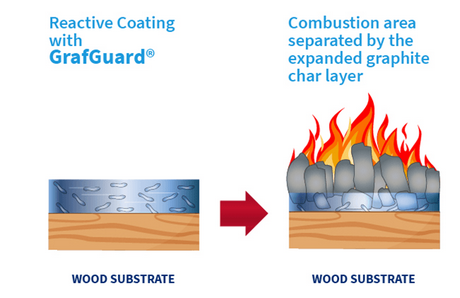 Reactive Coating
with
GrafGuard®
Combustion area
separated by the
expanded graphite
char layer
WOOD SUBSTRATE
WOOD SUBSTRATE